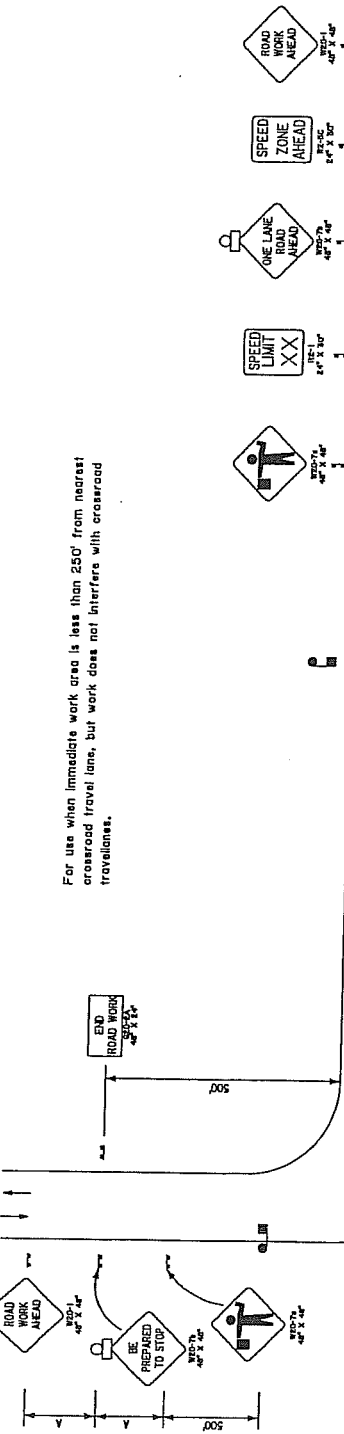 ROAD
WORK
AHEAD
W20-1
48" X 48"
SPEED
ZONE
AHEAD
R2-5C
24" X 30"
ONE LANE
ROAD
AHEAD
48" X 48"
SPEED
LIMIT
XX
R2-1
24" X 30"
W20-7a
48" X 48"
For use when immediate work area is less than 250' from nearest
crossroad travel lane, but work does not interfere with crossroad
travellanes.
END
ROAD WORK
48" X 24"
500'
ROAD
WORK
AHEAD
W20-1
48" X 48"
BE
PREPARED
TO STOP
W20-7b
48" X 48"
W20-7a
48" X 48"
A
A
500'